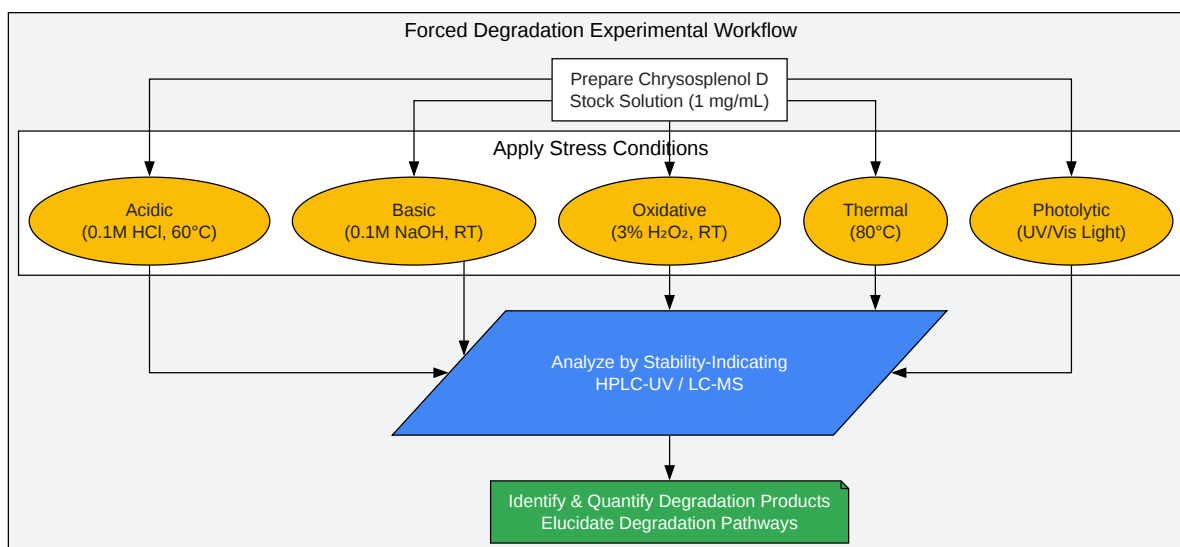 Forced Degradation Experimental Workflow
Prepare Chrysosplenol D
Stock Solution (1 mg/mL)
Apply Stress Conditions
Acidic
(0.1M HCl, 60°C)
Basic
(0.1M NaOH, RT)
Oxidative
(3% H₂O₂, RT)
Thermal
(80°C)
Photolytic
(UV/Vis Light)
Analyze by Stability-Indicating
HPLC-UV / LC-MS
Identify & Quantify Degradation Products
Elucidate Degradation Pathways